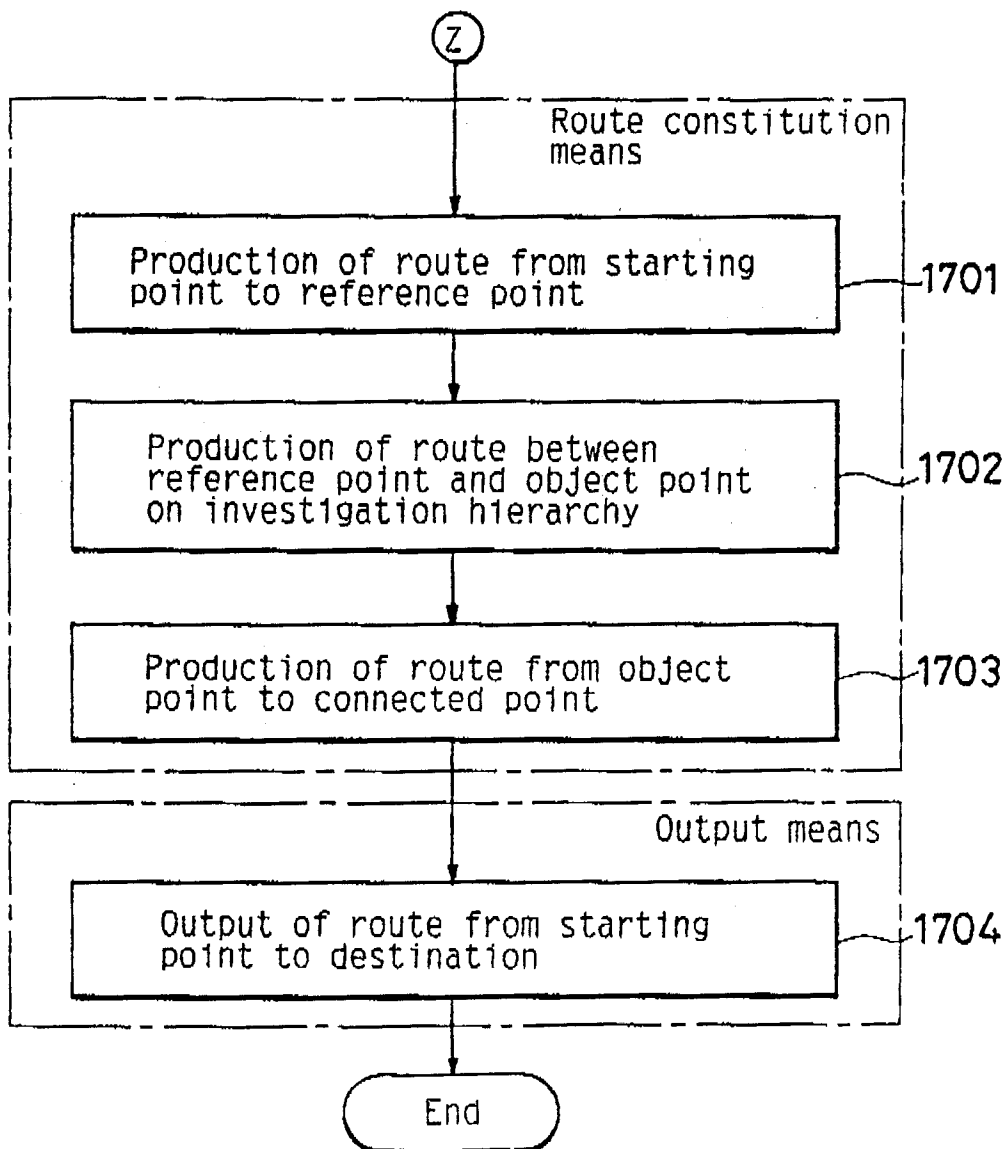 Z
Route constitution
means
Production of route from starting
point to reference point
1701
Production of route between
reference point and object point
on investigation hierarchy
1702
Production of route from object
point to connected point
1703
Output means
Output of route from starting
point to destination
1704
End